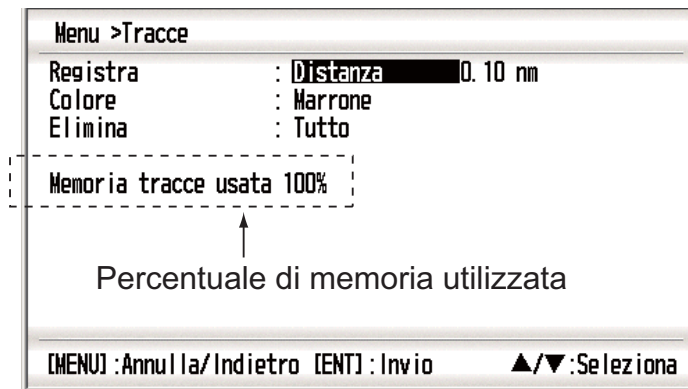 Menu >Tracce
Registra : Distanza 0.10 nm
Colore : Marrone
Elimina : Tutto
Memoria tracce usata 100%
Percentuale di memoria utilizzata
[MENU]:Annulla/Indietro [ENT]:Invio ▲/▼:Seleziona